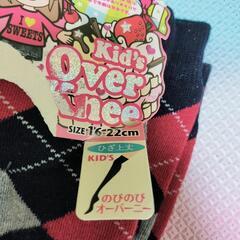 I ♥
SWEETS
Kid's
Over
Knee
SIZE:16-22cm
ひざ上丈
KID'S
のびのび
オーバーニー